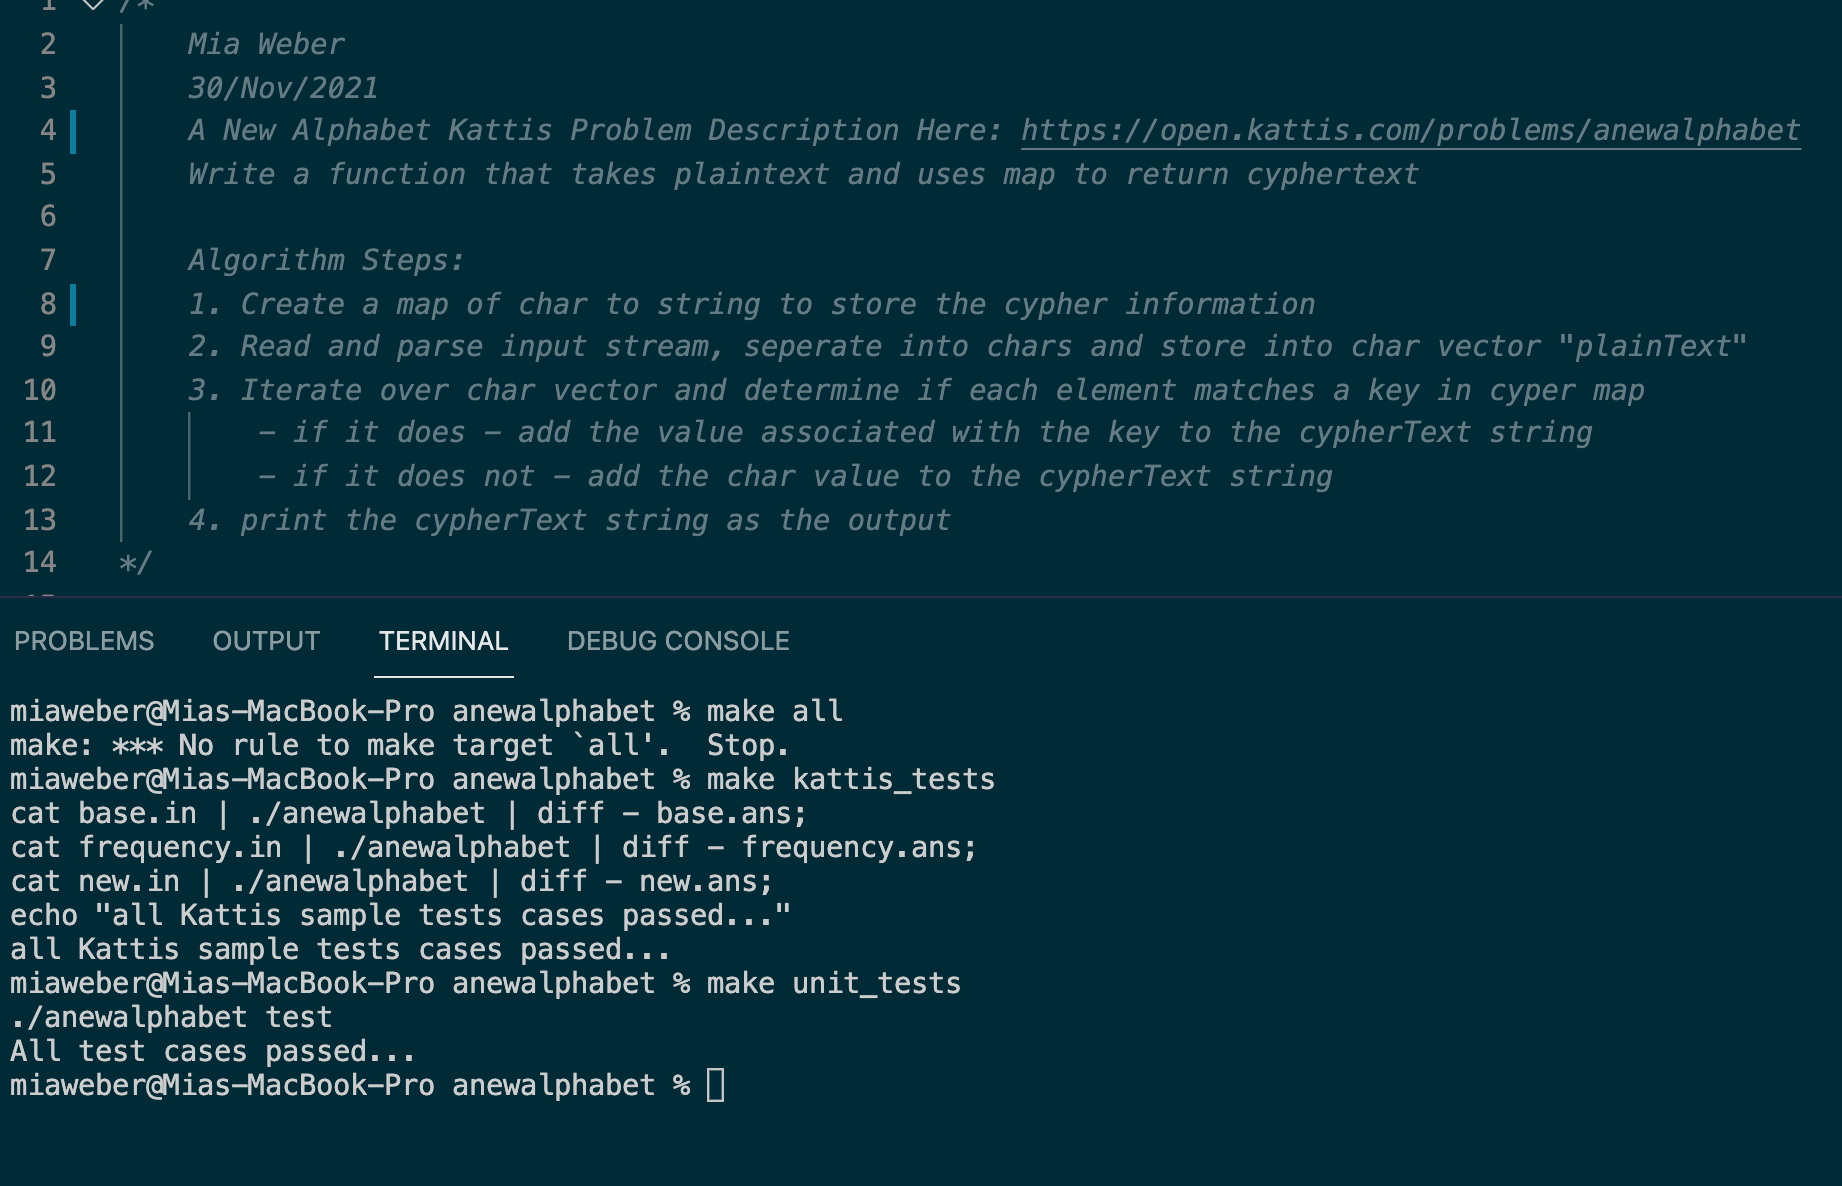 1 /*
2 Mia Weber
3 30/Nov/2021
4 A New Alphabet Kattis Problem Description Here: https://open.kattis.com/problems/anewalphabet
5 Write a function that takes plaintext and uses map to return cyphertext
6
7 Algorithm Steps:
8 1. Create a map of char to string to store the cypher information
9 2. Read and parse input stream, seperate into chars and store into char vector "plainText"
10 3. Iterate over char vector and determine if each element matches a key in cyper map
11 - if it does - add the value associated with the key to the cypherText string
12 - if it does not - add the char value to the cypherText string
13 4. print the cypherText string as the output
14 */
PROBLEMS OUTPUT TERMINAL DEBUG CONSOLE
miaweber@Mias-MacBook-Pro anewalphabet % make all
make: *** No rule to make target `all'.  Stop.
miaweber@Mias-MacBook-Pro anewalphabet % make kattis_tests
cat base.in | ./anewalphabet | diff - base.ans;
cat frequency.in | ./anewalphabet | diff - frequency.ans;
cat new.in | ./anewalphabet | diff - new.ans;
echo "all Kattis sample tests cases passed..."
all Kattis sample tests cases passed...
miaweber@Mias-MacBook-Pro anewalphabet % make unit_tests
./anewalphabet test
All test cases passed...
miaweber@Mias-MacBook-Pro anewalphabet %